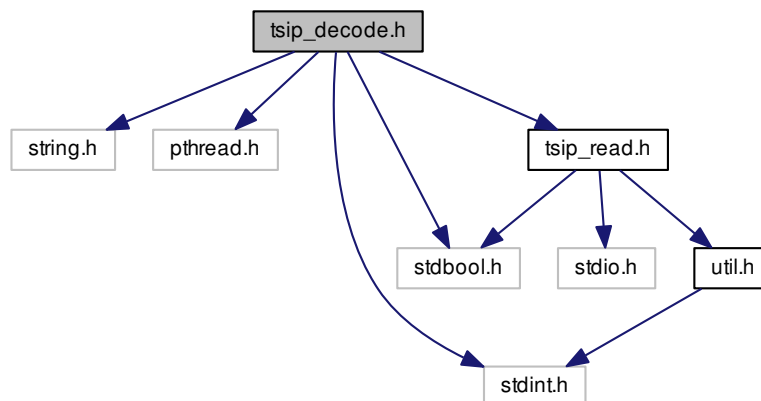 tsip_decode.h
string.h
pthread.h
tsip_read.h
stdbool.h
stdio.h
util.h
stdint.h